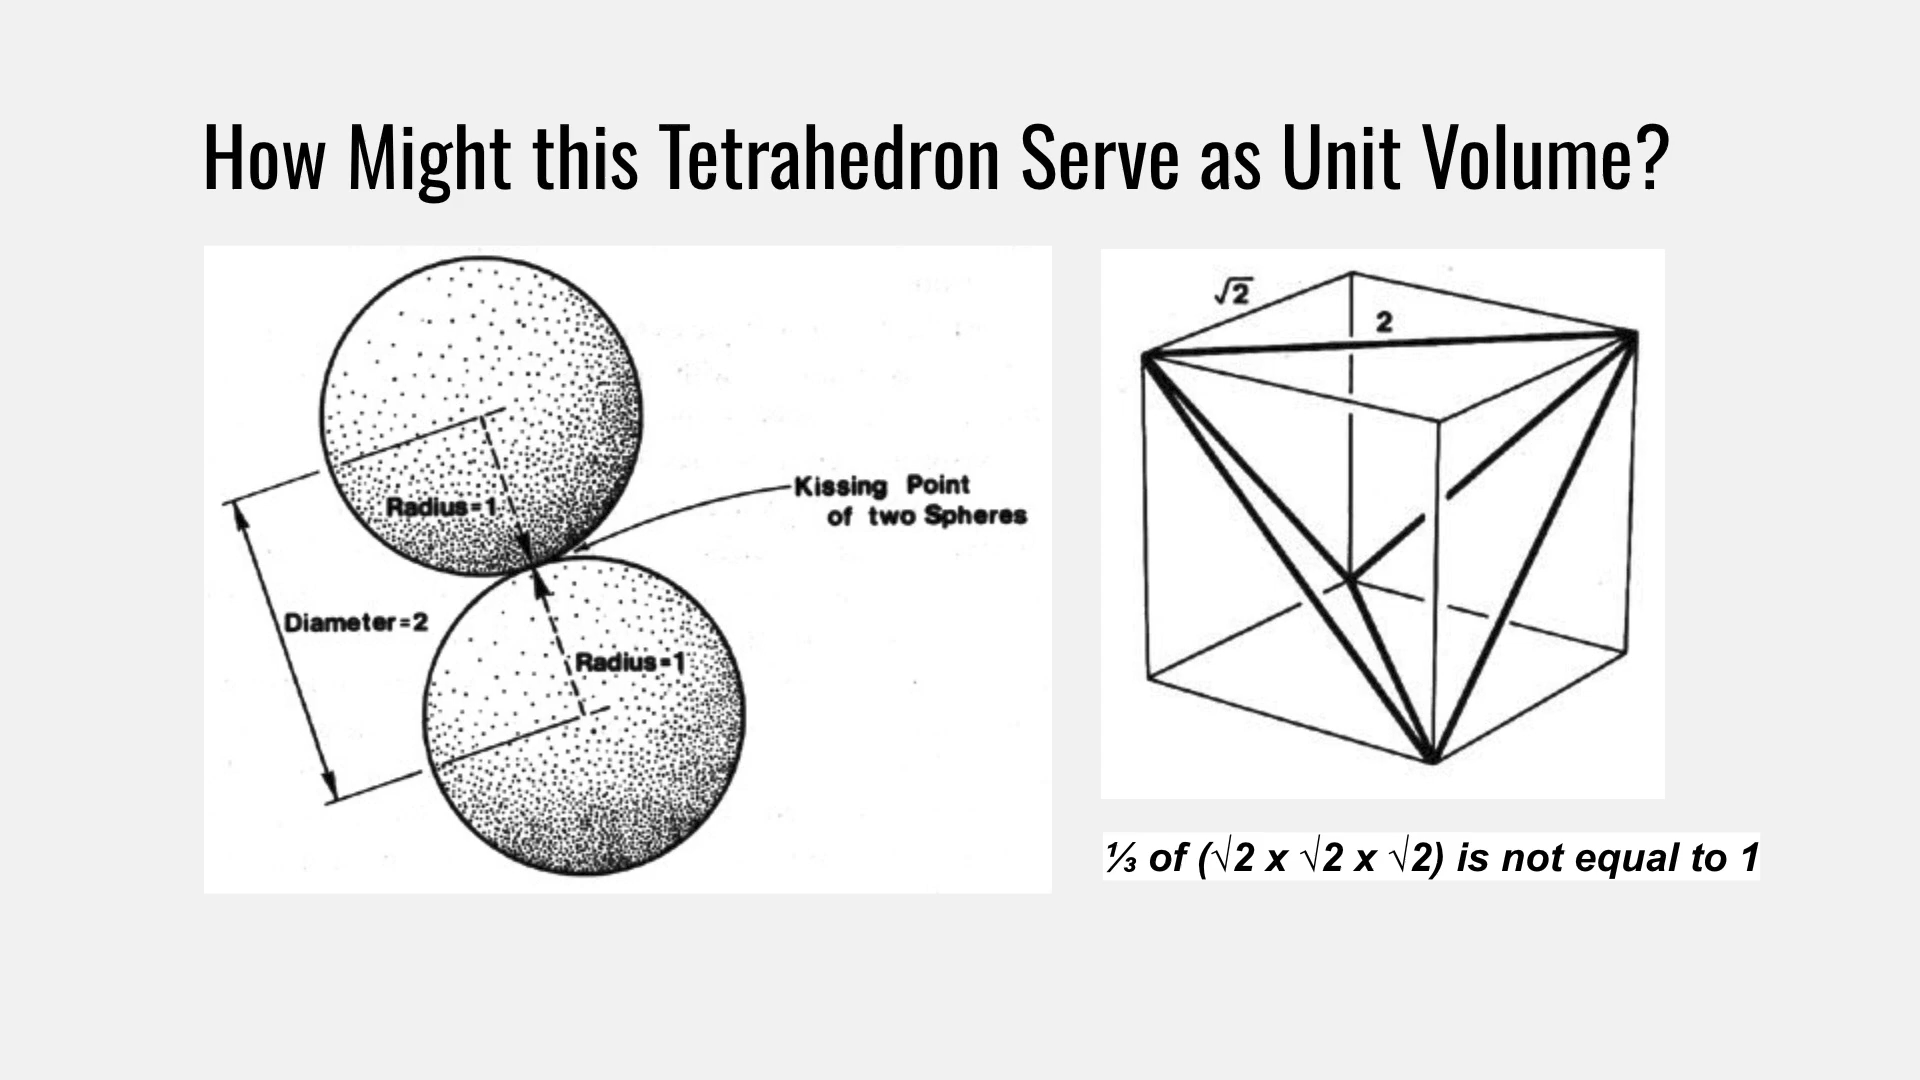 How Might this Tetrahedron Serve as Unit Volume?
Radius=1
Kissing Point
of two Spheres
Diameter=2
Radius=1
√2
2
⅓ of (√2 x √2 x √2) is not equal to 1